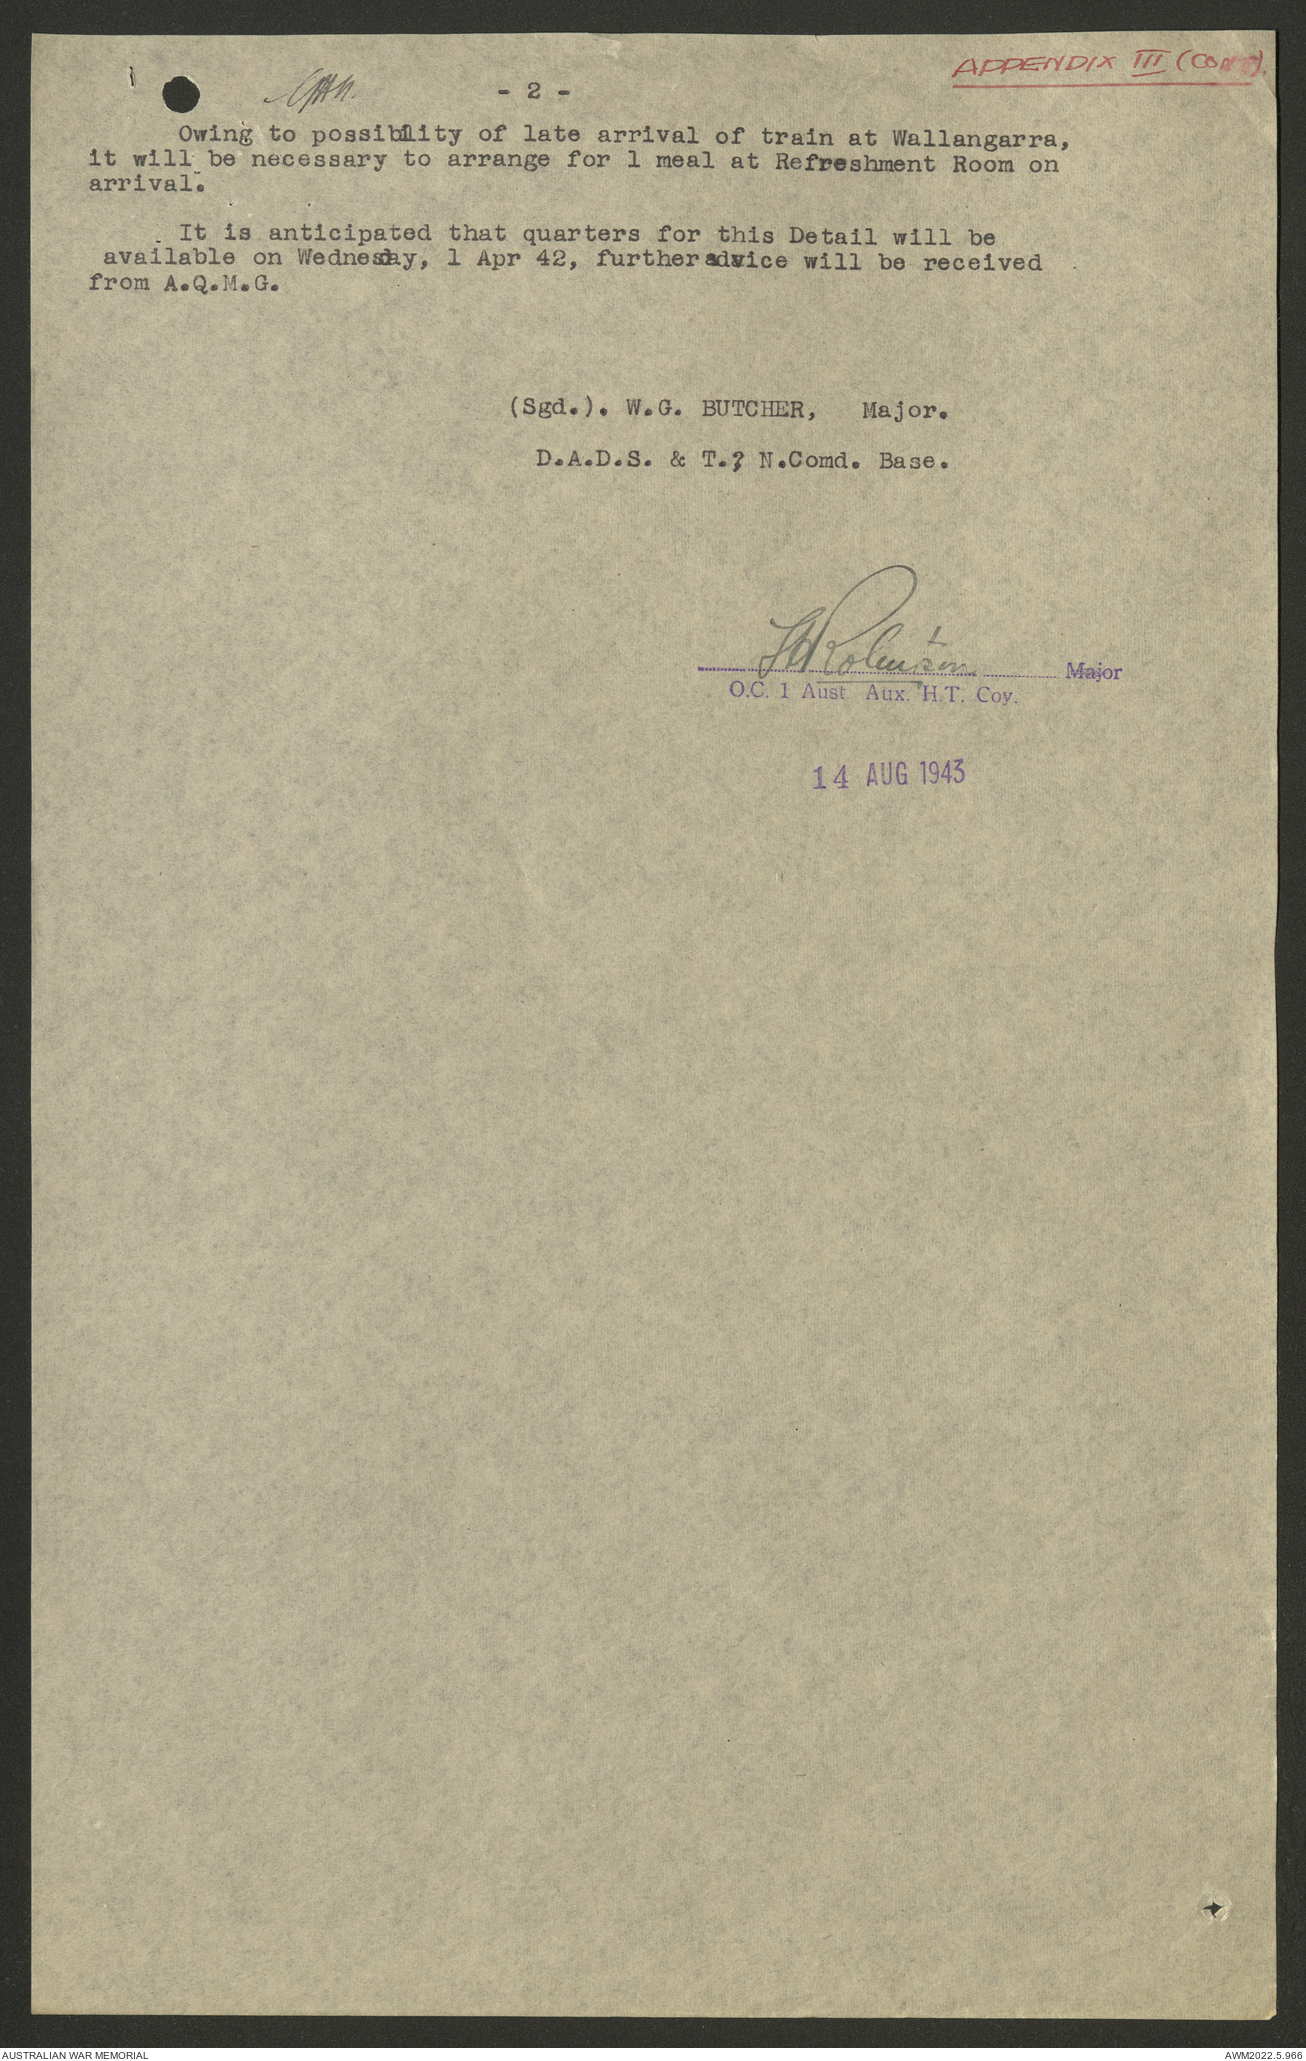 APPENDIX III (CONT).
- 2 -
Owing to possibility of late arrival of train at Wallangarra,
it will be necessary to arrange for 1 meal at Refreshment Room on
arrival.
It is anticipated that quarters for this Detail will be
available on Wednesday, 1 Apr 42, further advice will be received
from A.Q.M.G.
(Sgd.). W.G. BUTCHER, Major.
D.A.D.S. & T., N.Comd. Base.
Robinson
Major
O.C. 1 Aust. Aux. H.T. Coy.
14 AUG 1943
AUSTRALIAN WAR MEMORIAL
AWM2022.5.966